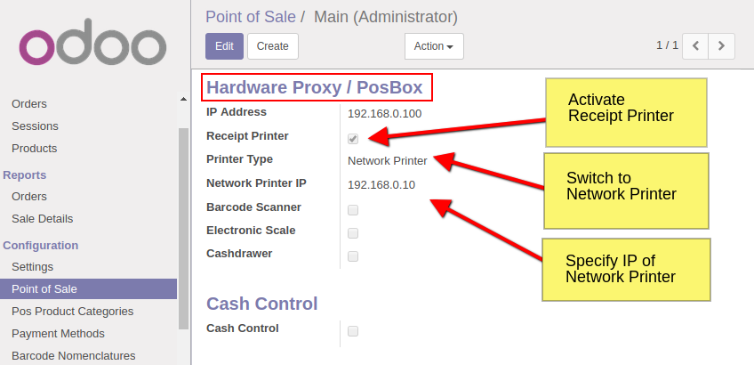 odoo
Point of Sale / Main (Administrator)
Edit
Create
Action
1 / 1
Orders
Sessions
Products
Reports
Orders
Sale Details
Configuration
Settings
Point of Sale
Pos Product Categories
Payment Methods
Barcode Nomenclatures
Hardware Proxy / PosBox
IP Address 192.168.0.100
Receipt Printer
Printer Type Network Printer
Network Printer IP 192.168.0.10
Barcode Scanner
Electronic Scale
Cashdrawer
Cash Control
Cash Control
Activate
Receipt Printer
Switch to
Network Printer
Specify IP of
Network Printer